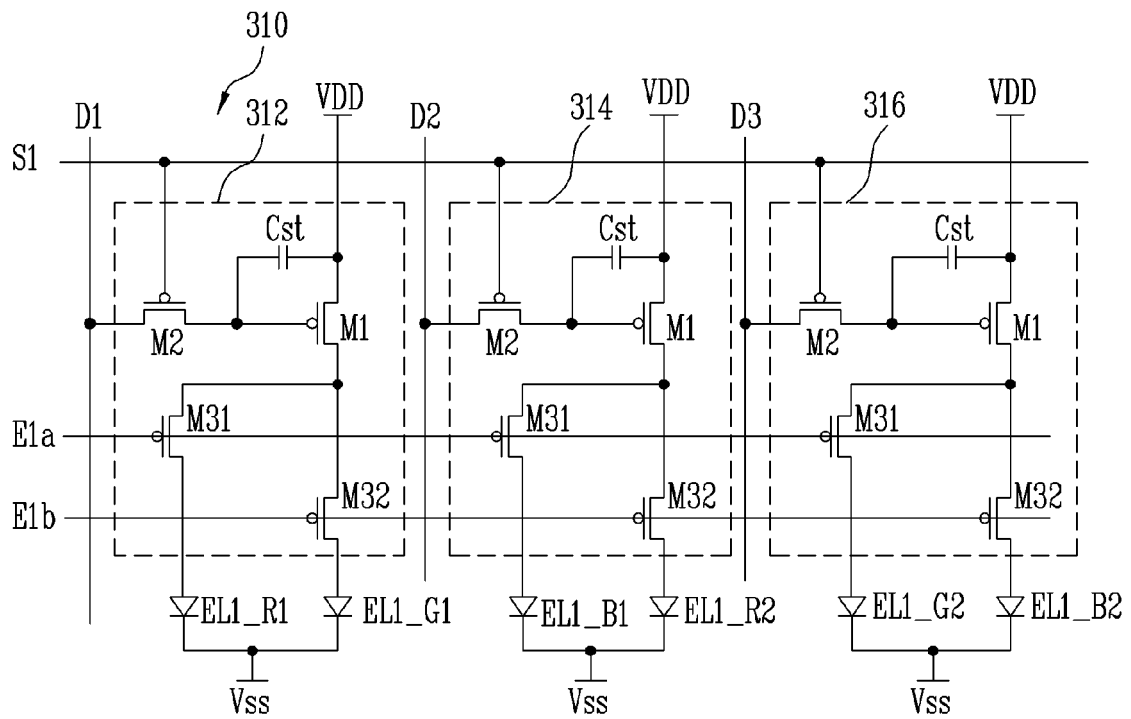 310
D1
312
VDD
D2
314
VDD
D3
316
VDD
S1
Cst
Cst
Cst
M2
M1
M2
M1
M2
M1
E1a
M31
M31
M31
E1b
M32
M32
M32
EL1_R1
EL1_G1
EL1_B1
EL1_R2
EL1_G2
EL1_B2
Vss
Vss
Vss